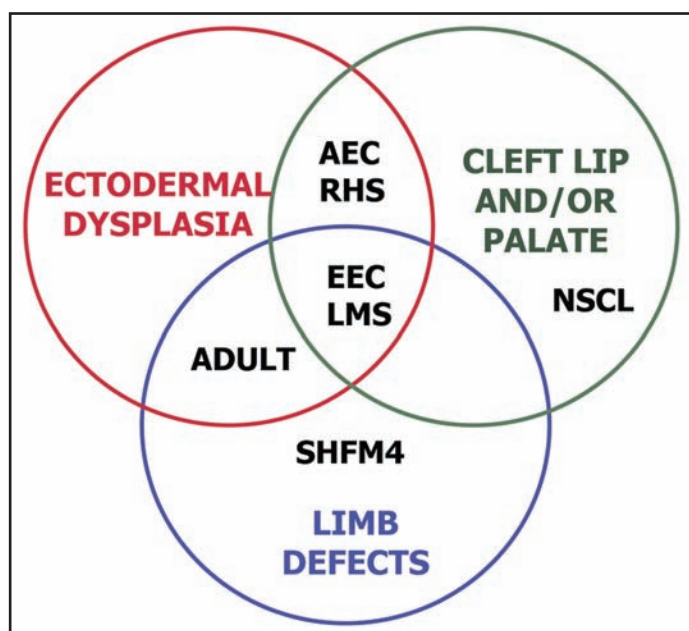 AEC
RHS
ECTODERMAL
DYSPLASIA
CLEFT LIP
AND/OR
PALATE
EEC
LMS
NSCL
ADULT
SHFM4
LIMB
DEFECTS